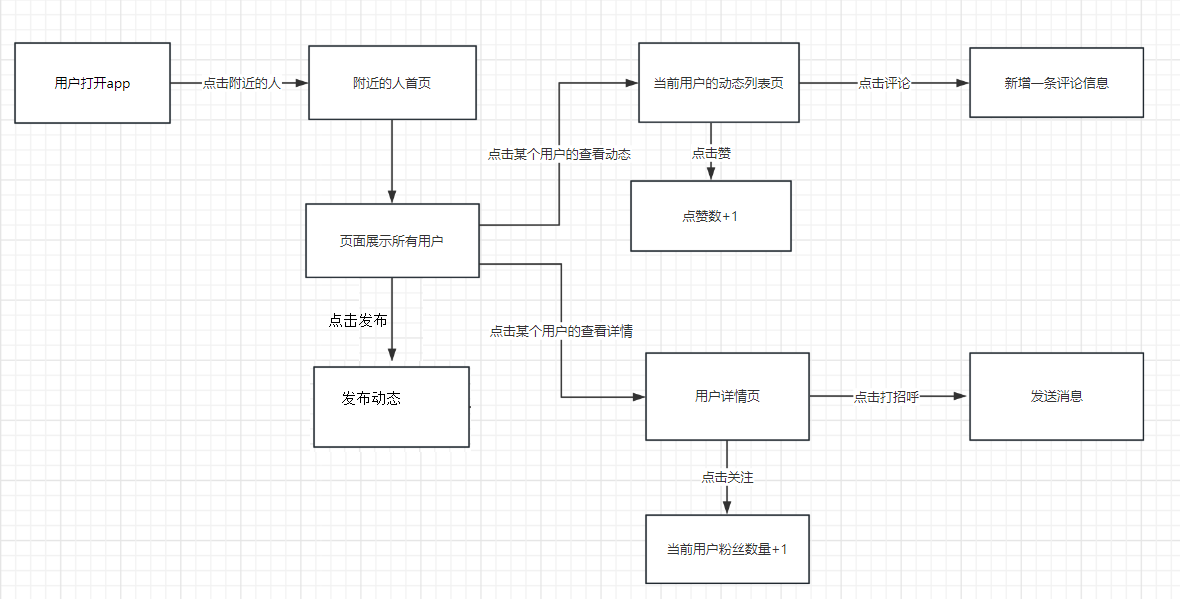 用户打开app
点击附近的人
附近的人首页
当前用户的动态列表页
点击评论
新增一条评论信息
点击某个用户的查看动态
点击赞
点赞数+1
页面展示所有用户
点击发布
点击某个用户的查看详情
发布动态
用户详情页
点击打招呼
发送消息
点击关注
当前用户粉丝数量+1